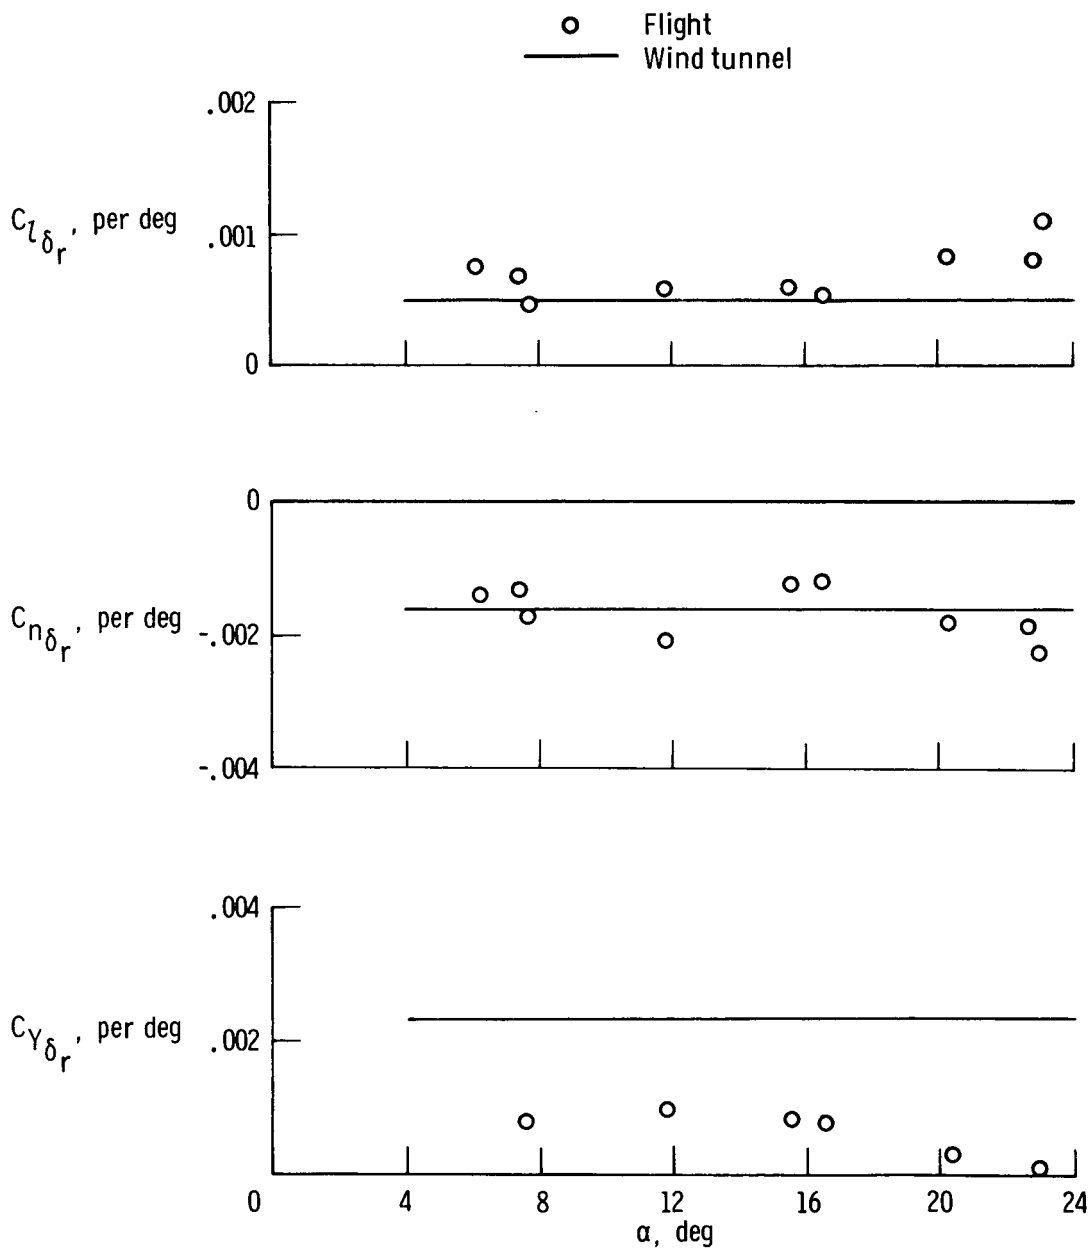 Flight
Wind tunnel
.002
C_{l_{δ_r}}, per deg
.001
0
0
C_{n_{δ_r}}, per deg
-.002
-.004
.004
C_{Y_{δ_r}}, per deg
.002
0 4 8 12 16 20 24
α, deg